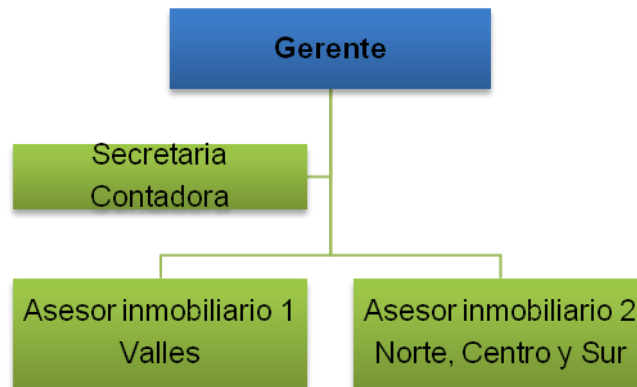 Gerente
Secretaria
Contadora
Asesor inmobiliario 1
Valles
Asesor inmobiliario 2
Norte, Centro y Sur